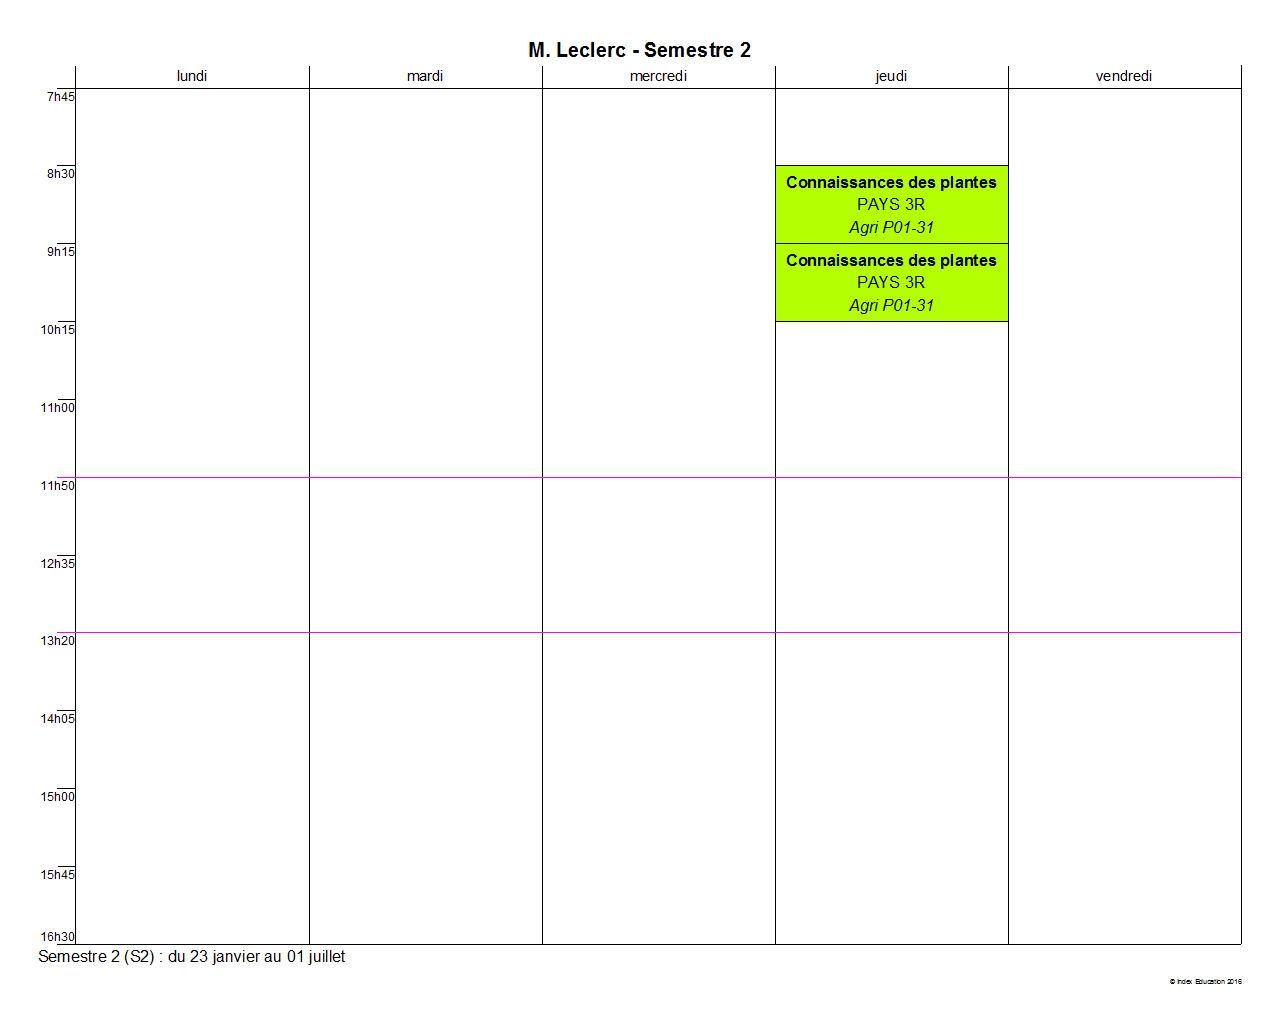 M. Leclerc - Semestre 2
lundi mardi mercredi jeudi vendredi
7h45
8h30
Connaissances des plantes
PAYS 3R
Agri P01-31
9h15
Connaissances des plantes
PAYS 3R
Agri P01-31
10h15
11h00
11h50
12h35
13h20
14h05
15h00
15h45
16h30
Semestre 2 (S2) : du 23 janvier au 01 juillet
© Index Education 2016